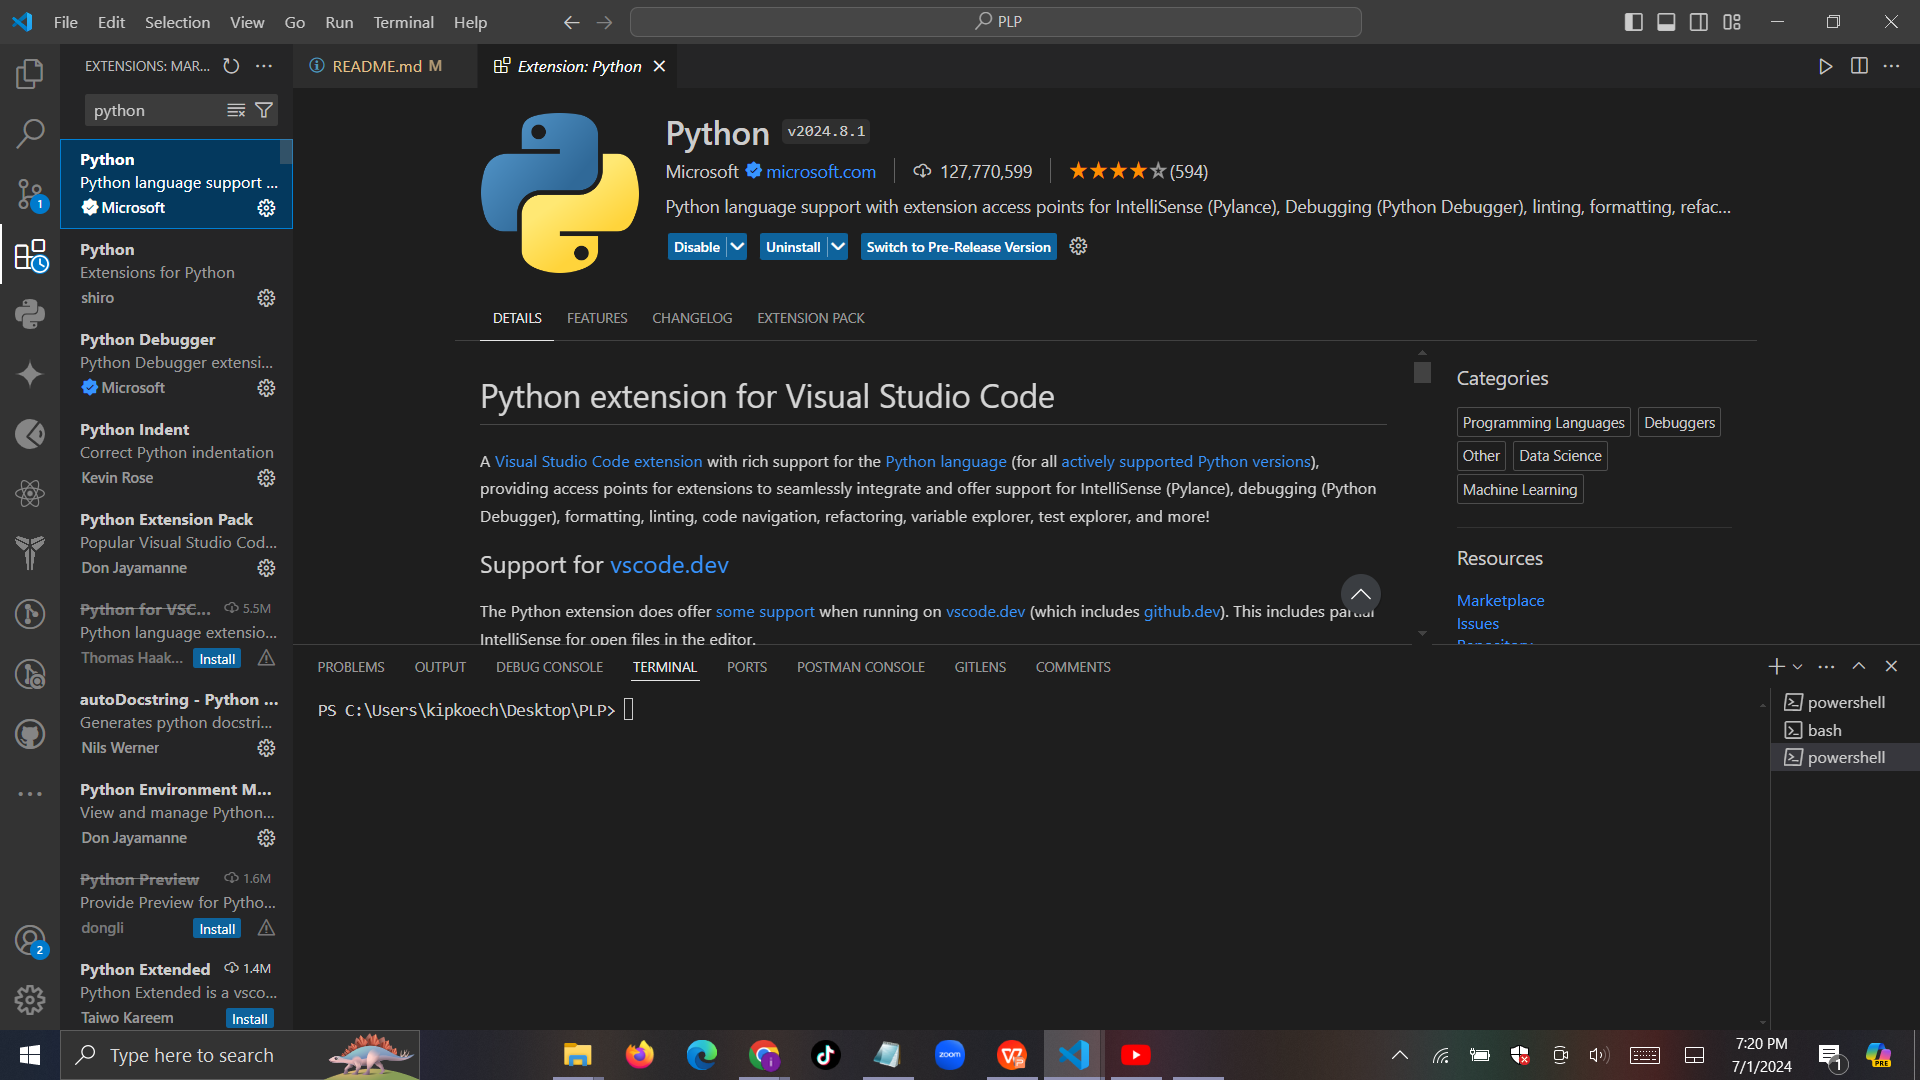 File Edit Selection View Go Run Terminal Help
PLP
EXTENSIONS: MAR...
README.md M
Extension: Python
python
Python
Python language support ...
Microsoft
Python
Extensions for Python
shiro
Python Debugger
Python Debugger extensi...
Microsoft
Python Indent
Correct Python indentation
Kevin Rose
Python Extension Pack
Popular Visual Studio Cod...
Don Jayamanne
Python for VSC... 5.5M
Python language extensio...
Thomas Haak... Install
autoDocstring - Python ...
Generates python docstri...
Nils Werner
Python Environment M...
View and manage Python...
Don Jayamanne
Python Preview 1.6M
Provide Preview for Pytho...
dongli Install
Python Extended 1.4M
Python Extended is a vsco...
Taiwo Kareem Install
1
2
Python v2024.8.1
Microsoft microsoft.com 127,770,599 (594)
Python language support with extension access points for IntelliSense (Pylance), Debugging (Python Debugger), linting, formatting, refac...
Disable Uninstall Switch to Pre-Release Version
DETAILS FEATURES CHANGELOG EXTENSION PACK
Python extension for Visual Studio Code
A Visual Studio Code extension with rich support for the Python language (for all actively supported Python versions),
providing access points for extensions to seamlessly integrate and offer support for IntelliSense (Pylance), debugging (Python
Debugger), formatting, linting, code navigation, refactoring, variable explorer, test explorer, and more!
Support for vscode.dev
The Python extension does offer some support when running on vscode.dev (which includes github.dev). This includes partial
IntelliSense for open files in the editor.
Categories
Programming Languages Debuggers
Other Data Science
Machine Learning
Resources
Marketplace
Issues
Repository
PROBLEMS OUTPUT DEBUG CONSOLE TERMINAL PORTS POSTMAN CONSOLE GITLENS COMMENTS
PS C:\Users\kipkoech\Desktop\PLP>
powershell
bash
powershell
Type here to search
zoom
7:20 PM
7/1/2024
1
PRE